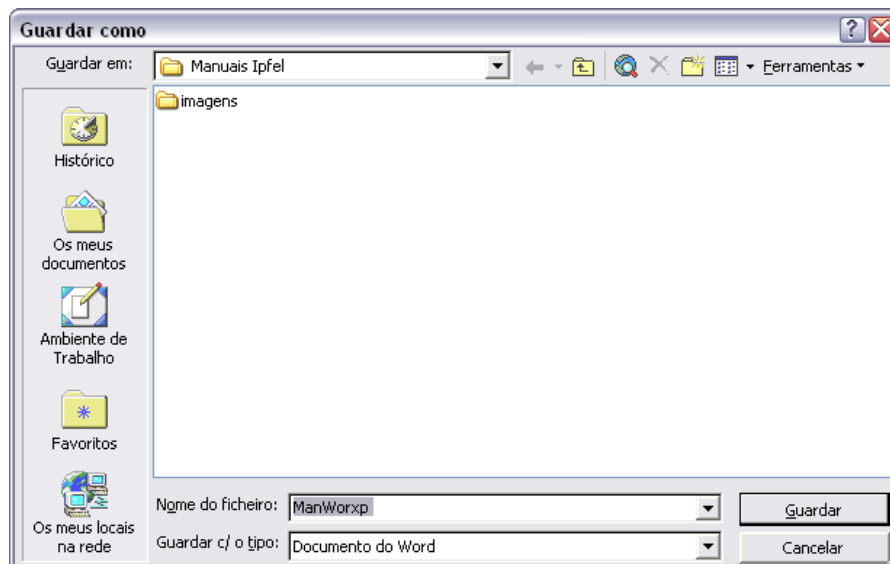 Guardar como
Guardar em:
Manuais Ipfel
Ferramentas
imagens
Histórico
Os meus
documentos
Ambiente de
Trabalho
Favoritos
Os meus locais
na rede
Nome do ficheiro:
ManWorxp
Guardar
Guardar c/ o tipo:
Documento do Word
Cancelar